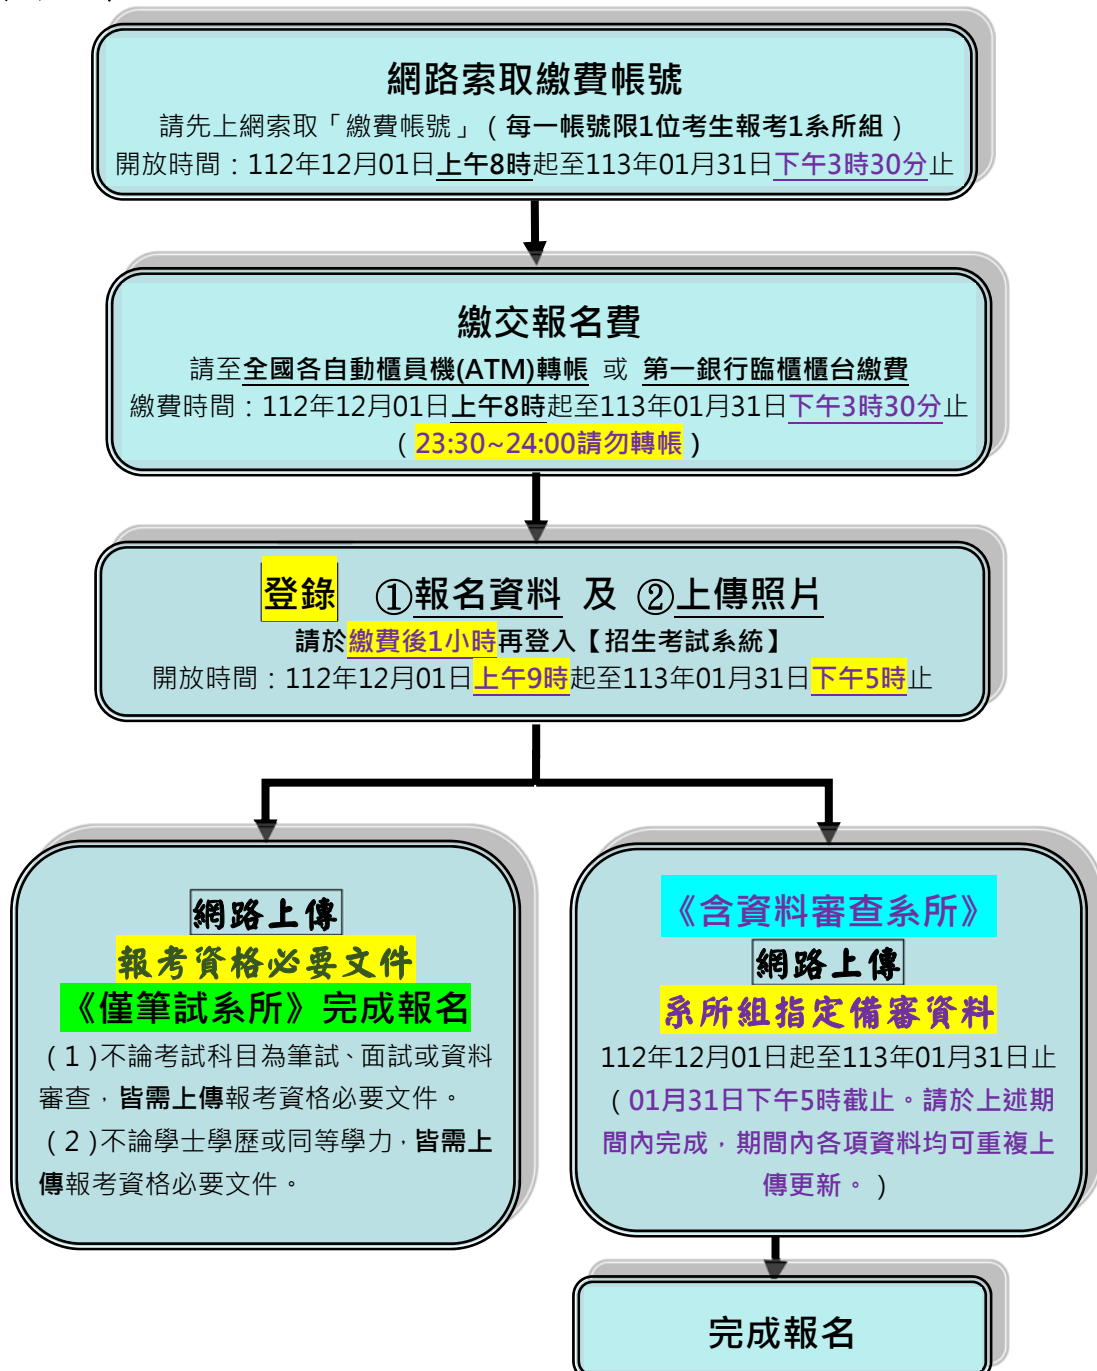 網路索取繳費帳號
請先上網索取「繳費帳號」(每一帳號限1位考生報考1系所組)
開放時間：112年12月01日上午8時起至113年01月31日下午3時30分止
繳交報名費
請至全國各自動櫃員機(ATM)轉帳 或 第一銀行臨櫃櫃台繳費
繳費時間：112年12月01日上午8時起至113年01月31日下午3時30分止
(23:30~24:00請勿轉帳)
登錄 ①報名資料 及 ②上傳照片
請於繳費後1小時再登入【招生考試系統】
開放時間：112年12月01日上午9時起至113年01月31日下午5時止
網路上傳
報考資格必要文件
《僅筆試系所》完成報名
(1)不論考試科目為筆試、面試或資料
審查，皆需上傳報考資格必要文件。
(2)不論學士學歷或同等學力，皆需上
傳報考資格必要文件。
《含資料審查系所》
網路上傳
系所組指定備審資料
112年12月01日起至113年01月31日止
(01月31日下午5時截止。請於上述期
間內完成，期間內各項資料均可重複上
傳更新。)
完成報名